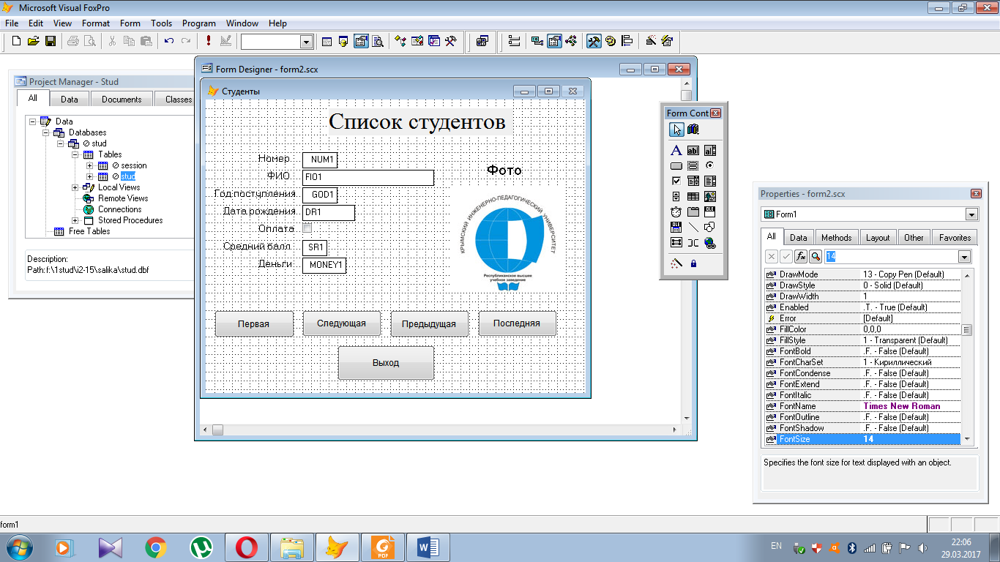 Microsoft Visual FoxPro
File Edit View Format Form Tools Program Window Help
Form Designer - form2.scx
Project Manager - Stud
All Data Documents Classes
Data
Databases
stud
Tables
session
stud
Local Views
Remote Views
Connections
Stored Procedures
Free Tables
Description:
Path: f:\1stud\i2-15\salika\stud.dbf
Студенты
Список студентов
Номер NUM1
ФИО FIO1
Год поступления GOD1
Дата рождения DR1
Оплата
Средний балл SR1
Деньги MONEY1
Фото
КРЫМСКИЙ ИНЖЕНЕРНО-ПЕДАГОГИЧЕСКИЙ УНИВЕРСИТЕТ
Республиканское высшее
учебное заведение
Первая Следующая Предыдущая Последняя
Выход
Form Cont
A ab| a|
OLE
OLE
Properties - form2.scx
Form1
All Data Methods Layout Other Favorites
fx 14
DrawMode 13 - Copy Pen (Default)
DrawStyle 0 - Solid (Default)
DrawWidth 1
Enabled .T. - True (Default)
Error [Default]
FillColor 0,0,0
FillStyle 1 - Transparent (Default)
FontBold .F. - False (Default)
FontCharSet 1 - Кириллический
FontCondense .F. - False (Default)
FontExtend .F. - False (Default)
FontItalic .F. - False (Default)
FontName Times New Roman
FontOutline .F. - False (Default)
FontShadow .F. - False (Default)
FontSize 14
Specifies the font size for text displayed with an object.
form1
PDF
EN
22:06
29.03.2017